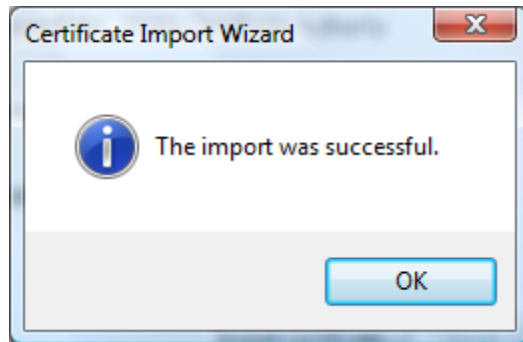 Certificate Import Wizard
The import was successful.
OK